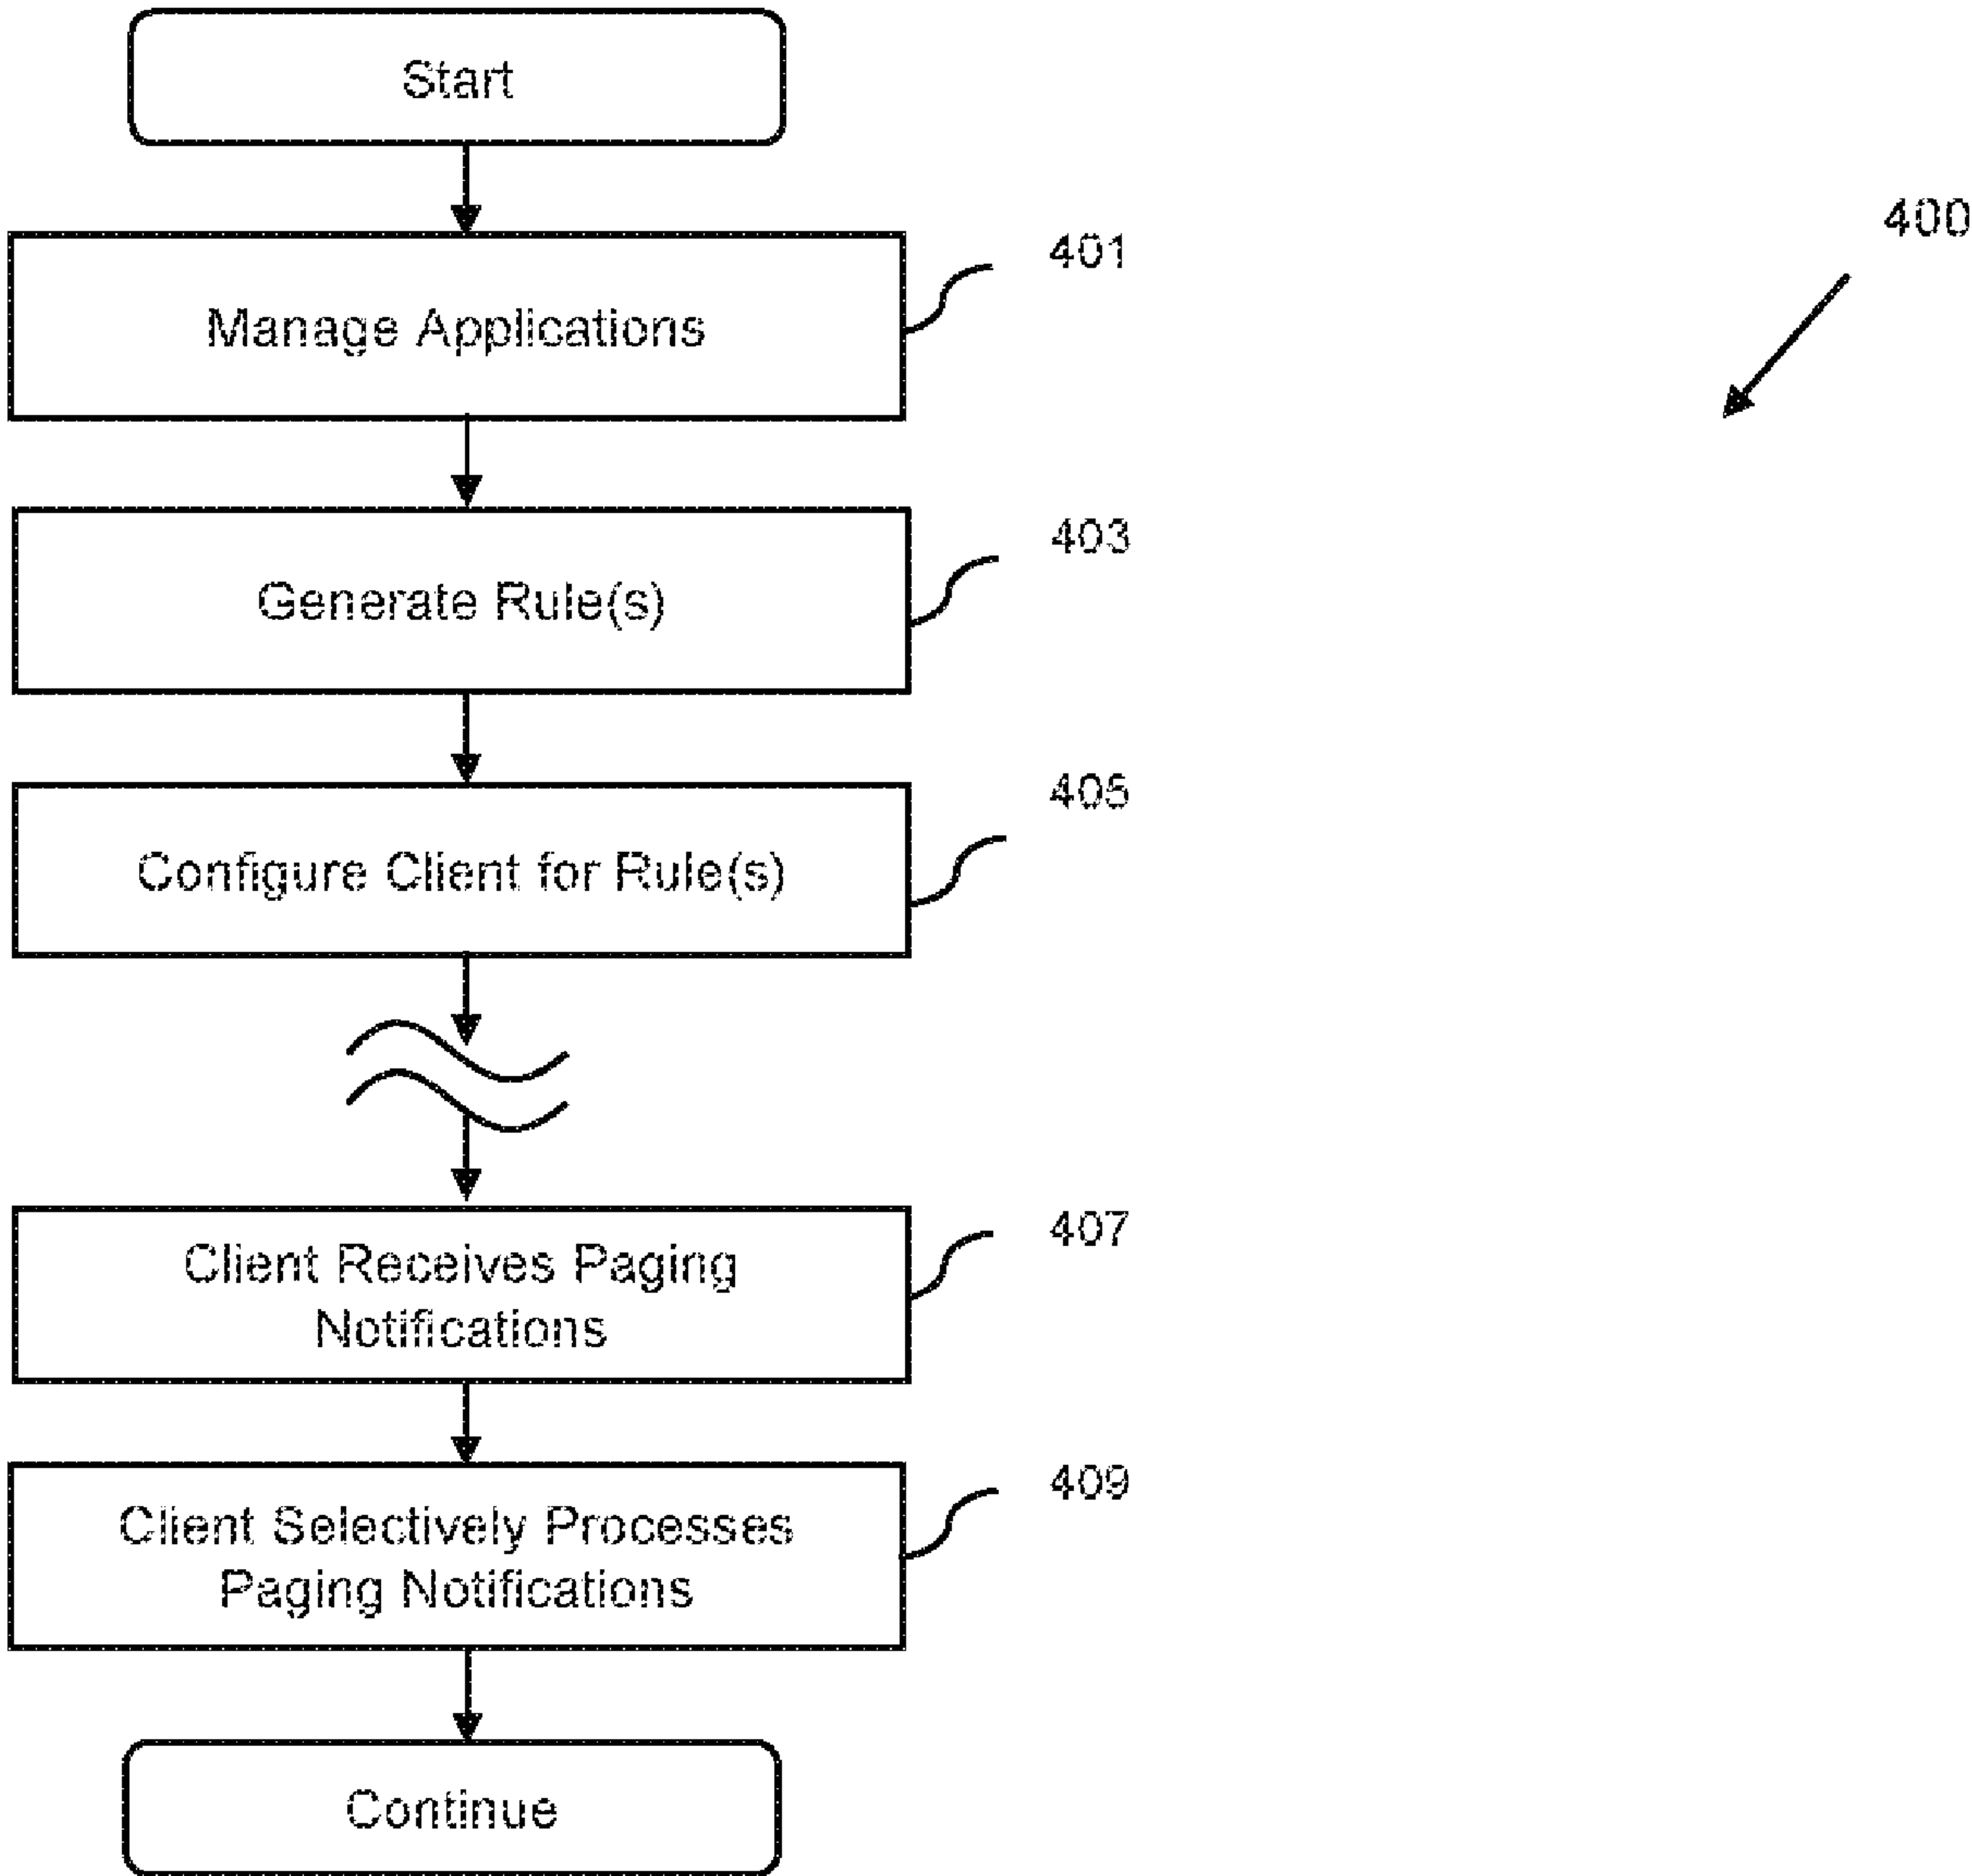 Start
400
401
Manage Applications
403
Generate Rule(s)
405
Configure Client for Rule(s)
407
Client Receives Paging
Notifications
409
Client Selectively Processes
Paging Notifications
Continue